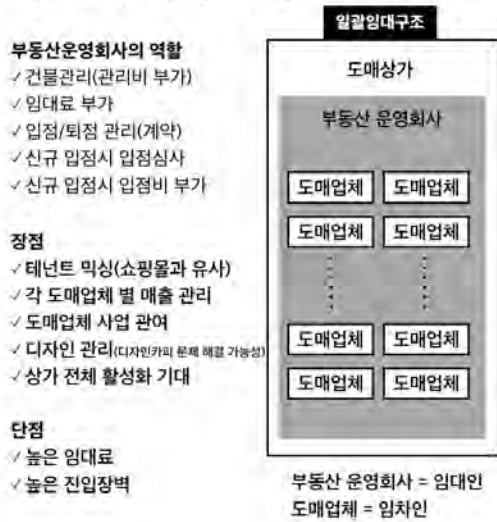 일괄임대구조
부동산운영회사의 역할
✓ 건물관리(관리비 부가)
✓ 임대료 부가
✓ 입점/퇴점 관리(계약)
✓ 신규 입점시 입점심사
✓ 신규 입점시 입점비 부가
장점
✓ 테넌트 믹싱(쇼핑몰과 유사)
✓ 각 도매업체 별 매출 관리
✓ 도매업체 사업 관여
✓ 디자인 관리(디자인카피 문제 해결 가능성)
✓ 상가 전체 활성화 기대
단점
✓ 높은 임대료
✓ 높은 진입장벽
도매상가
부동산 운영회사
도매업체 도매업체
도매업체 도매업체
도매업체 도매업체
도매업체 도매업체
부동산 운영회사 = 임대인
도매업체 = 임차인